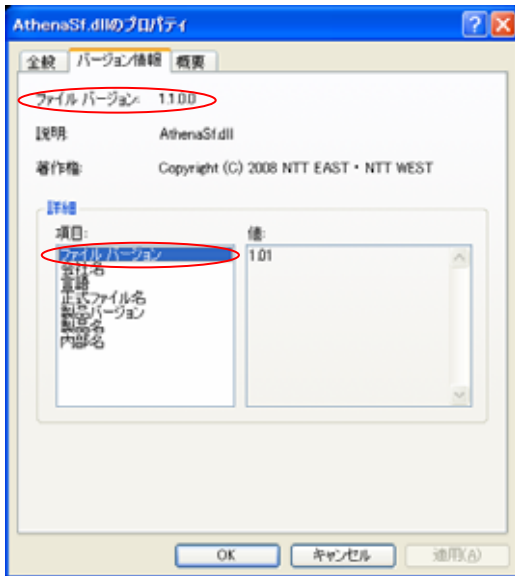 AthenaSf.dllのプロパティ
全般 バージョン情報 概要
ファイル バージョン: 1.1.0.0
説明: AthenaSf.dll
著作権: Copyright (C) 2008 NTT EAST・NTT WEST
詳細
項目: 値:
ファイル バージョン 1.01
会社名
言語
正式ファイル名
製品バージョン
製品名
内部名
OK キャンセル 適用(A)